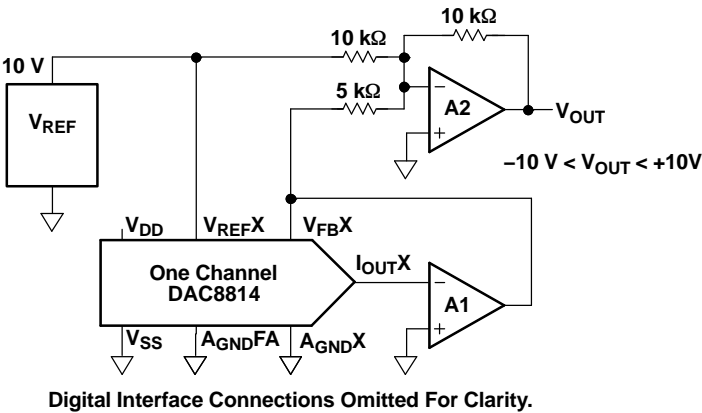 10 kΩ
10 kΩ
10 V
5 kΩ
VREF
−
A2
+
VOUT
−10 V < VOUT < +10V
VDD
VREFX
VFBX
One Channel
DAC8814
IOUTX
−
A1
+
VSS
AGNDFA
AGNDX
Digital Interface Connections Omitted For Clarity.